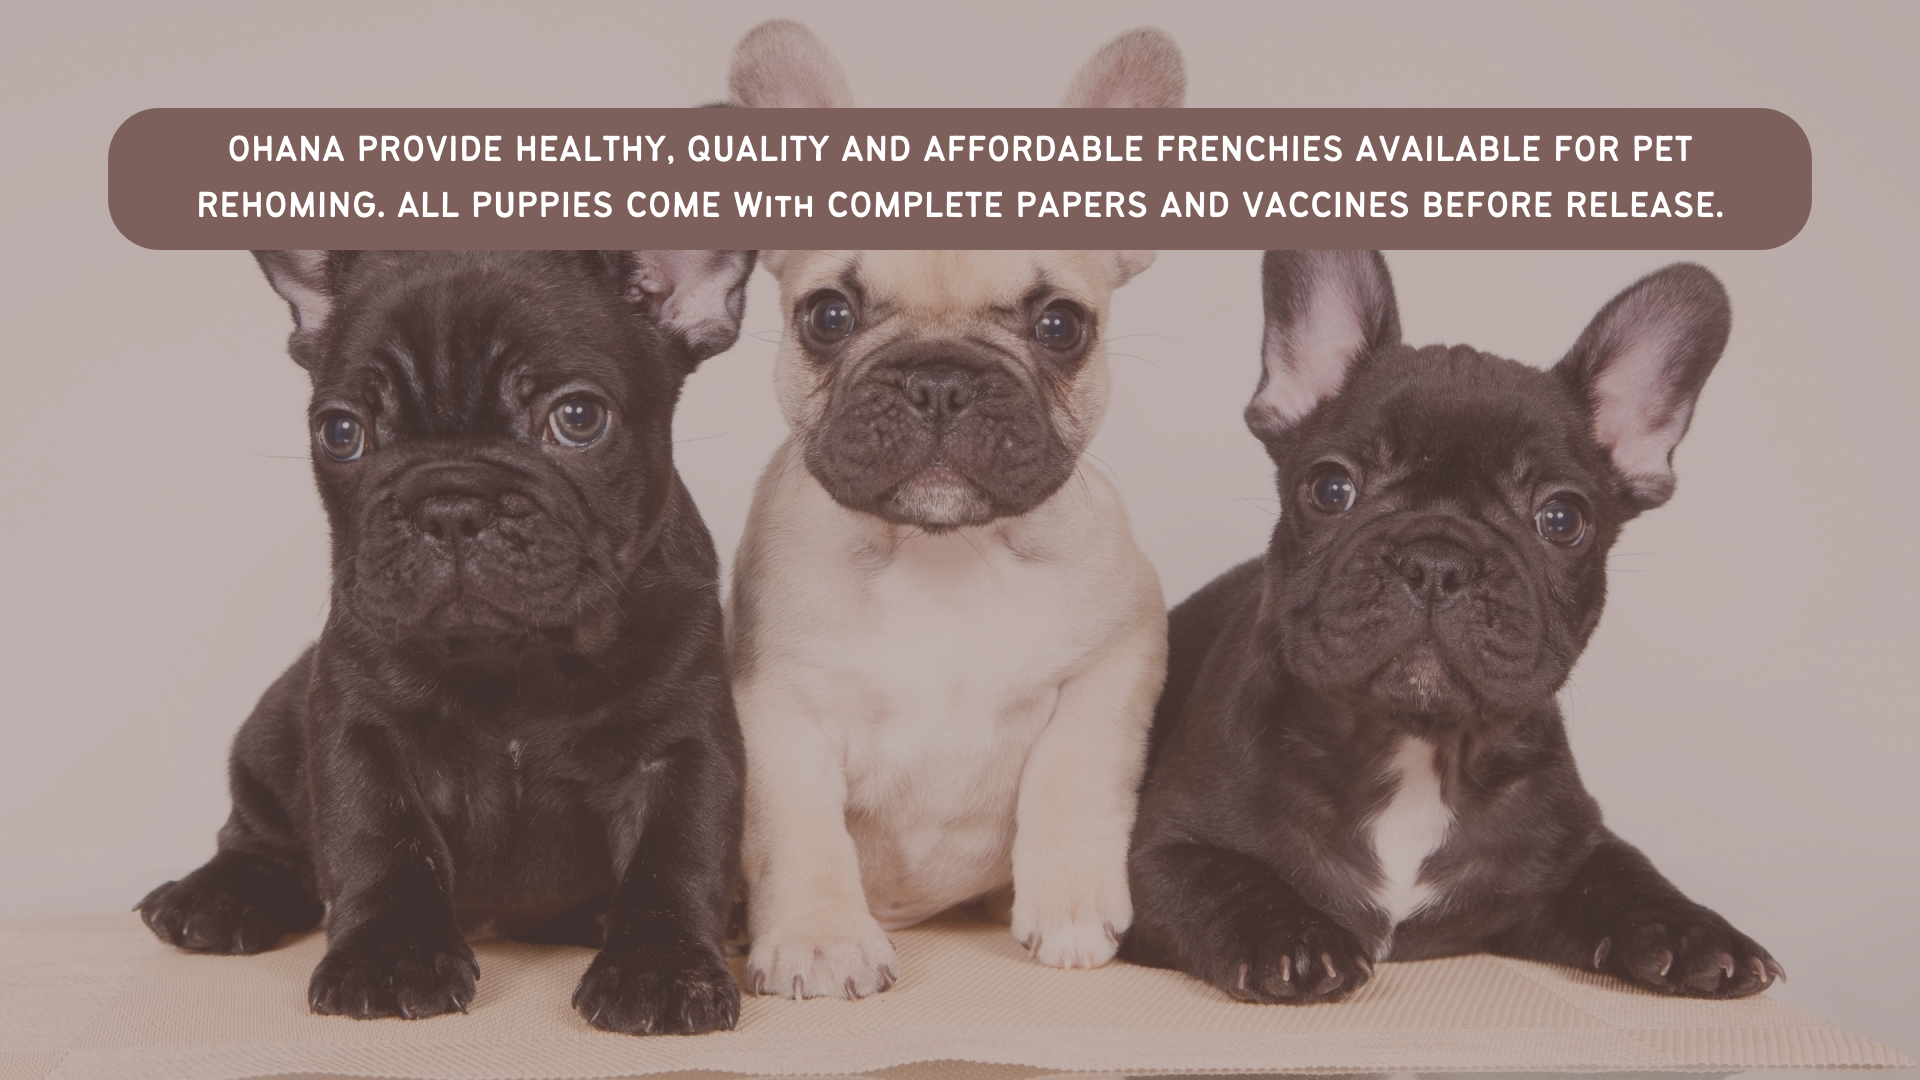 OHANA PROVIDE HEALTHY, QUALITY AND AFFORDABLE FRENCHIES AVAILABLE FOR PET
REHOMING. ALL PUPPIES COME WITH COMPLETE PAPERS AND VACCINES BEFORE RELEASE.